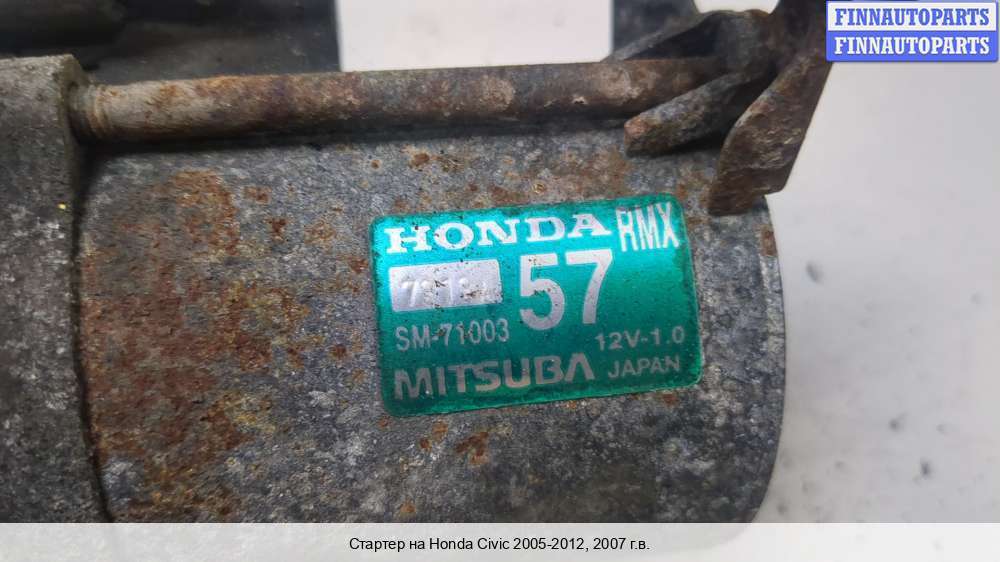 FINNAUTOPARTS
FINNAUTOPARTS
HONDA RMX
57
SM-71003
12V-1.0
MITSUBA JAPAN
Стартер на Honda Civic 2005-2012, 2007 г.в.